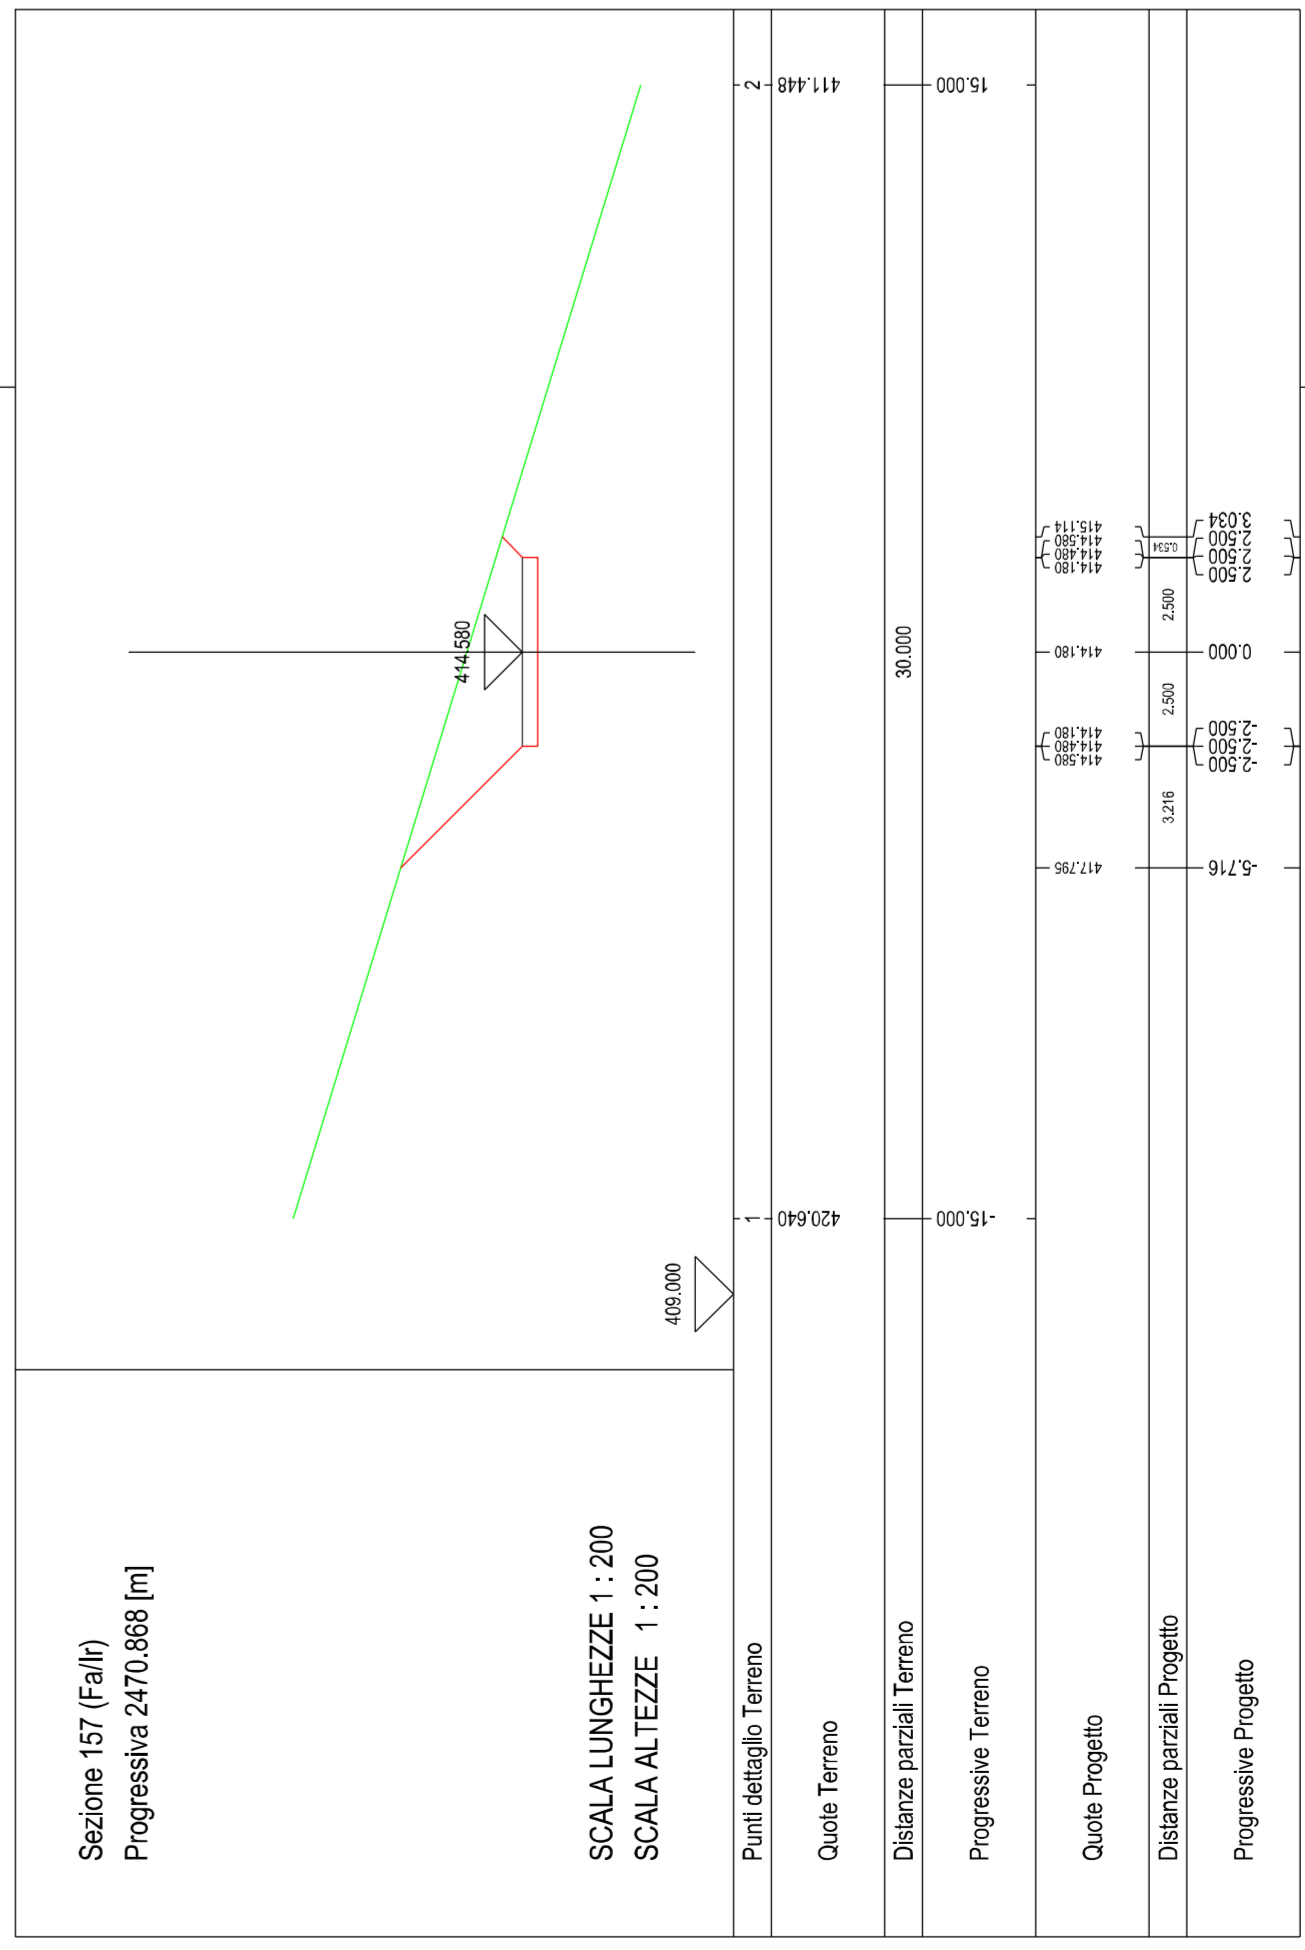 Sezione 157 (Fa/Ir)
Progressiva 2470.868 [m]
SCALA LUNGHEZZE 1 : 200
SCALA ALTEZZE 1 : 200
414.580
409.000
Punti dettaglio Terreno
1
2
Quote Terreno
420.640
411.448
Distanze parziali Terreno
30.000
Progressive Terreno
-15.000
15.000
Quote Progetto
417.795
414.580
414.480
414.180
414.180
414.180
414.480
414.580
415.114
Distanze parziali Progetto
3.216
2.500
2.500
0.534
Progressive Progetto
-5.716
-2.500
-2.500
-2.500
0.000
2.500
2.500
2.500
3.034